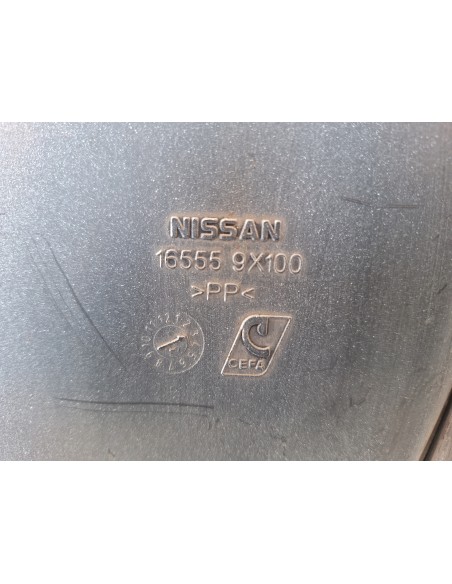 NISSAN
16555 9X100
>PP<
CEFA